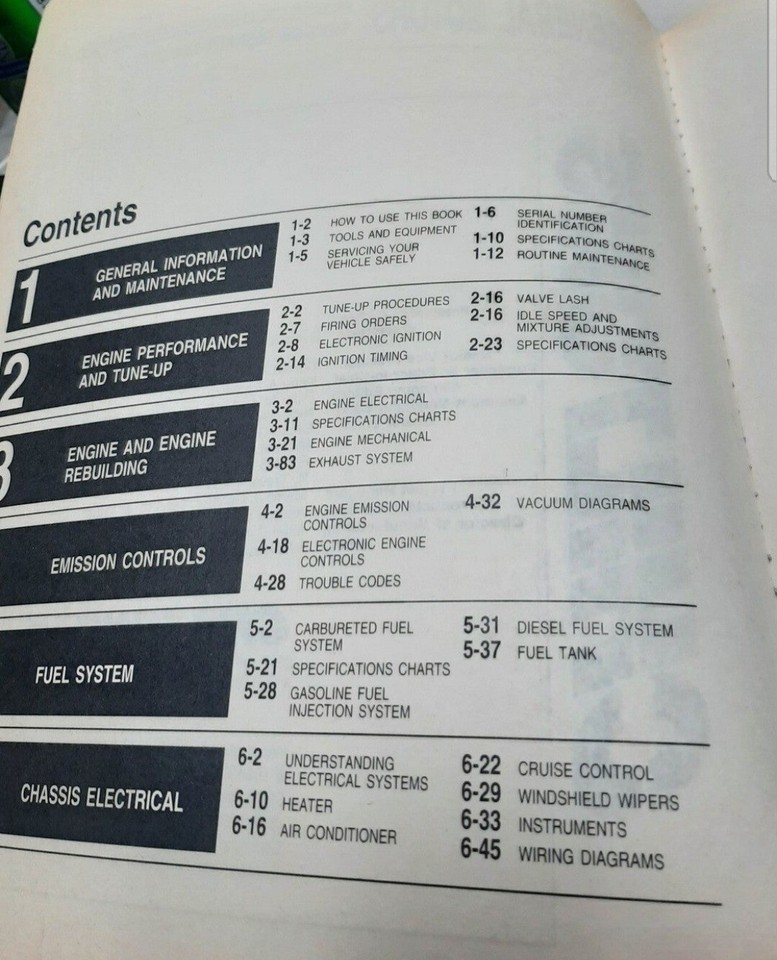 Contents
1
GENERAL INFORMATION
AND MAINTENANCE
1-2 HOW TO USE THIS BOOK
1-3 TOOLS AND EQUIPMENT
1-5 SERVICING YOUR
VEHICLE SAFELY
1-6 SERIAL NUMBER
IDENTIFICATION
1-10 SPECIFICATIONS CHARTS
1-12 ROUTINE MAINTENANCE
2
ENGINE PERFORMANCE
AND TUNE-UP
2-2 TUNE-UP PROCEDURES
2-7 FIRING ORDERS
2-8 ELECTRONIC IGNITION
2-14 IGNITION TIMING
2-16 VALVE LASH
2-16 IDLE SPEED AND
MIXTURE ADJUSTMENTS
2-23 SPECIFICATIONS CHARTS
3
ENGINE AND ENGINE
REBUILDING
3-2 ENGINE ELECTRICAL
3-11 SPECIFICATIONS CHARTS
3-21 ENGINE MECHANICAL
3-83 EXHAUST SYSTEM
EMISSION CONTROLS
4-2 ENGINE EMISSION
CONTROLS
4-18 ELECTRONIC ENGINE
CONTROLS
4-28 TROUBLE CODES
4-32 VACUUM DIAGRAMS
FUEL SYSTEM
5-2 CARBURETED FUEL
SYSTEM
5-21 SPECIFICATIONS CHARTS
5-28 GASOLINE FUEL
INJECTION SYSTEM
5-31 DIESEL FUEL SYSTEM
5-37 FUEL TANK
CHASSIS ELECTRICAL
6-2 UNDERSTANDING
ELECTRICAL SYSTEMS
6-10 HEATER
6-16 AIR CONDITIONER
6-22 CRUISE CONTROL
6-29 WINDSHIELD WIPERS
6-33 INSTRUMENTS
6-45 WIRING DIAGRAMS